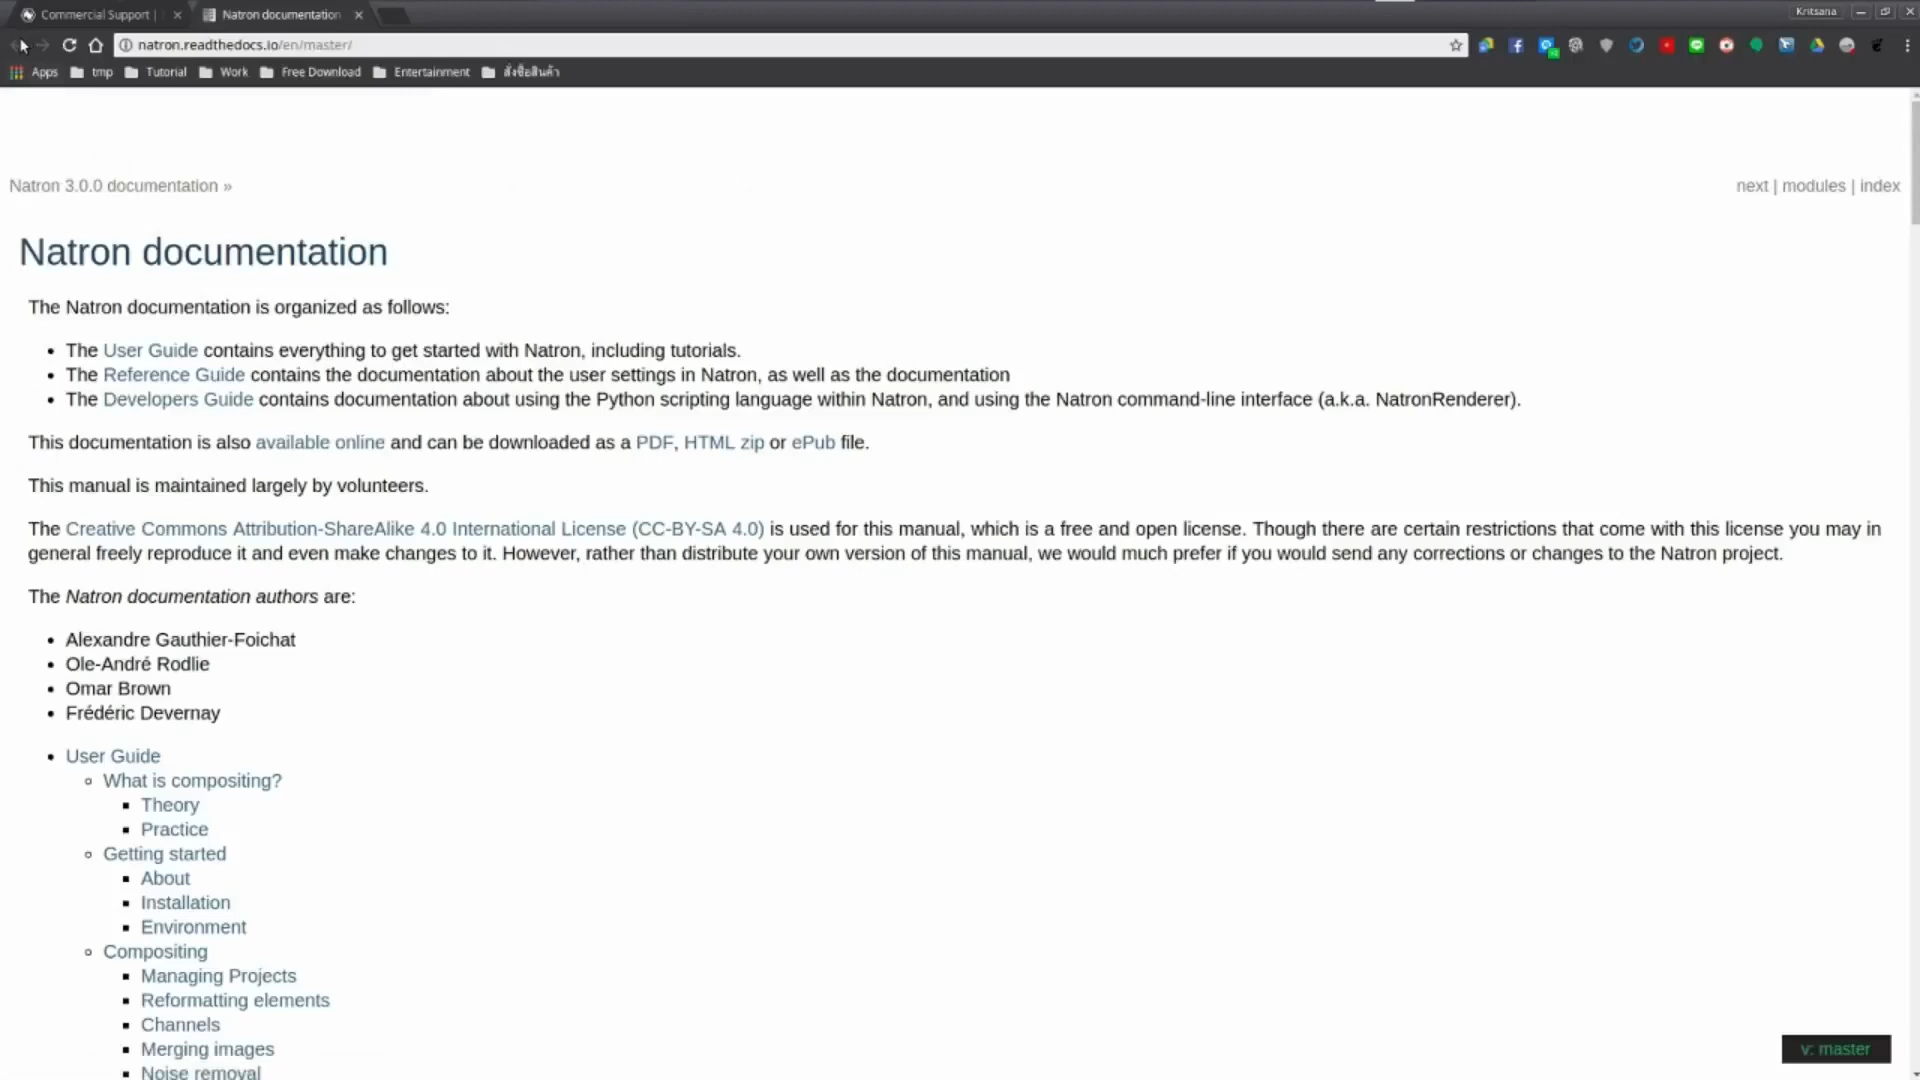 Commercial Support |
Natron documentation
Kritsana
natron.readthedocs.io/en/master/
Apps tmp Tutorial Work Free Download Entertainment สั่งซื้อสินค้า
Natron 3.0.0 documentation »
next | modules | index
Natron documentation
The Natron documentation is organized as follows:
• The User Guide contains everything to get started with Natron, including tutorials.
• The Reference Guide contains the documentation about the user settings in Natron, as well as the documentation
• The Developers Guide contains documentation about using the Python scripting language within Natron, and using the Natron command-line interface (a.k.a. NatronRenderer).
This documentation is also available online and can be downloaded as a PDF, HTML zip or ePub file.
This manual is maintained largely by volunteers.
The Creative Commons Attribution-ShareAlike 4.0 International License (CC-BY-SA 4.0) is used for this manual, which is a free and open license. Though there are certain restrictions that come with this license you may in
general freely reproduce it and even make changes to it. However, rather than distribute your own version of this manual, we would much prefer if you would send any corrections or changes to the Natron project.
The Natron documentation authors are:
• Alexandre Gauthier-Foichat
• Ole-André Rodlie
• Omar Brown
• Frédéric Devernay
• User Guide
What is compositing?
Theory
Practice
Getting started
About
Installation
Environment
Compositing
Managing Projects
Reformatting elements
Channels
Merging images
Noise removal
v: master